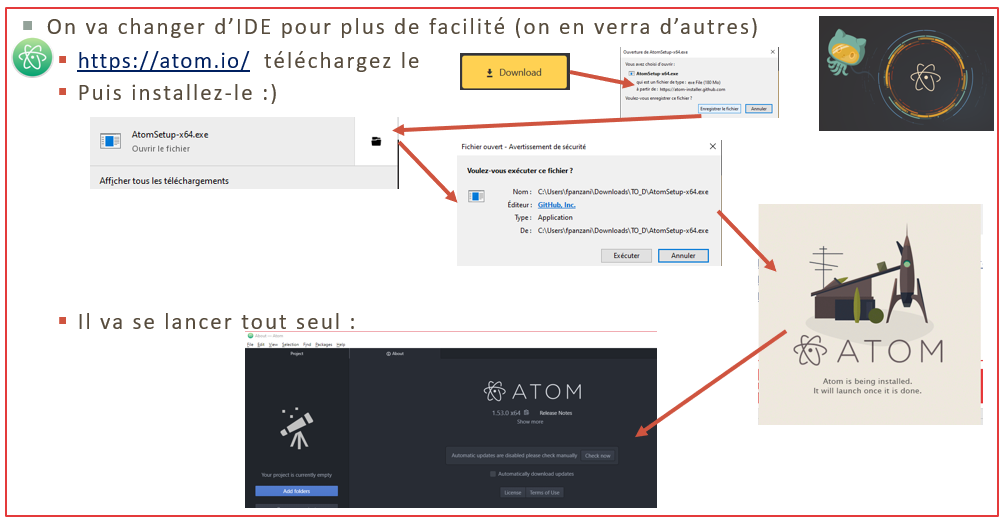 On va changer d'IDE pour plus de facilité (on en verra d'autres)
https://atom.io/ téléchargez le
Puis installez-le :)
Download
Ouverture de AtomSetup-x64.exe
Vous avez choisi d'ouvrir :
AtomSetup-x64.exe
qui est un fichier de type : exe File (180 Mo)
à partir de : https://atom-installer.github.com
Voulez-vous enregistrer ce fichier ?
Enregistrer le fichier Annuler
AtomSetup-x64.exe
Ouvrir le fichier
Afficher tous les téléchargements
Fichier ouvert - Avertissement de sécurité
Voulez-vous exécuter ce fichier ?
Nom : C:\Users\fpanzani\Downloads\TO_D\AtomSetup-x64.exe
Éditeur : GitHub, Inc.
Type : Application
De : C:\Users\fpanzani\Downloads\TO_D\AtomSetup-x64.exe
Exécuter Annuler
ATOM
Atom is being installed.
It will launch once it is done.
Il va se lancer tout seul :
About — Atom
File Edit View Selection Find Packages Help
Project About
ATOM
1.53.0 x64 Release Notes
Show more
Automatic updates are disabled please check manually Check now
Automatically download updates
License Terms of Use
Your project is currently empty
Add folders